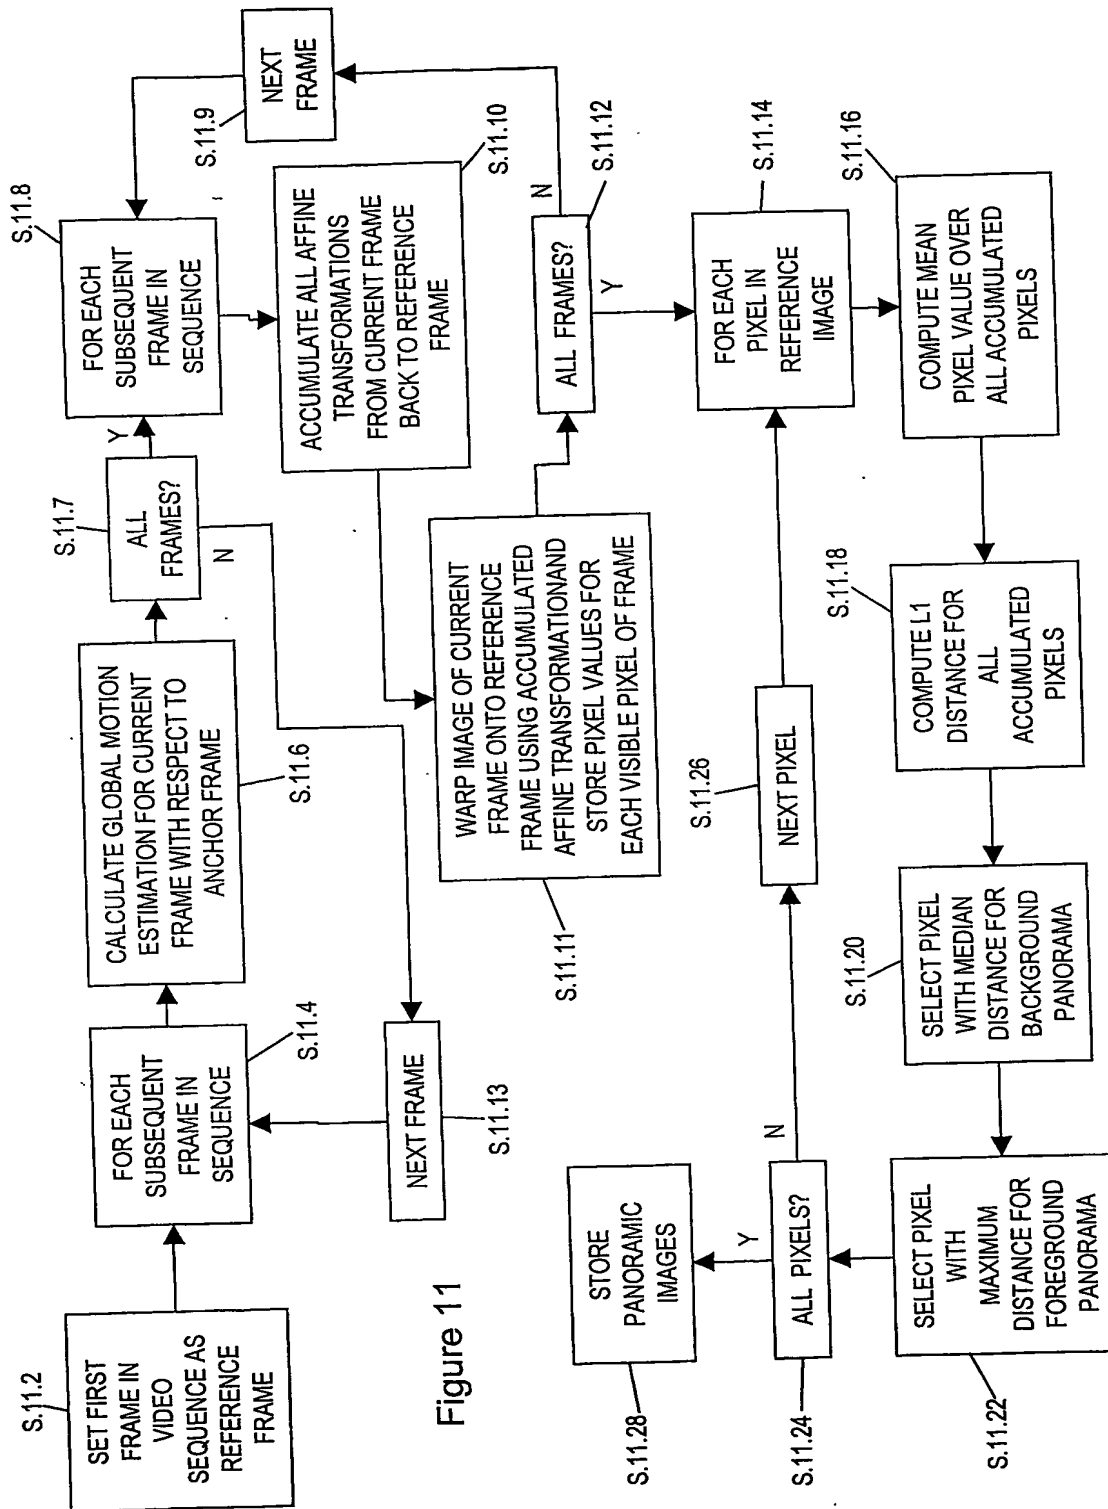 S.11.2
SET FIRST
FRAME IN
VIDEO
SEQUENCE AS
REFERENCE
FRAME
FOR EACH
SUBSEQUENT
FRAME IN
SEQUENCE
S.11.4
CALCULATE GLOBAL MOTION
ESTIMATION FOR CURRENT
FRAME WITH RESPECT TO
ANCHOR FRAME
S.11.6
S.11.7
ALL
FRAMES?
Y
N
NEXT FRAME
S.11.13
S.11.8
FOR EACH
SUBSEQUENT
FRAME IN
SEQUENCE
S.11.9
NEXT
FRAME
ACCUMULATE ALL AFFINE
TRANSFORMATIONS
FROM CURRENT FRAME
BACK TO REFERENCE
FRAME
S.11.10
WARP IMAGE OF CURRENT
FRAME ONTO REFERENCE
FRAME USING ACCUMULATED
AFFINE TRANSFORMATIONAND
STORE PIXEL VALUES FOR
EACH VISIBLE PIXEL OF FRAME
S.11.11
ALL FRAMES?
S.11.12
N
Y
FOR EACH
PIXEL IN
REFERENCE
IMAGE
S.11.14
COMPUTE MEAN
PIXEL VALUE OVER
ALL ACCUMULATED
PIXELS
S.11.16
S.11.18
COMPUTE L1
DISTANCE FOR
ALL
ACCUMULATED
PIXELS
S.11.20
SELECT PIXEL
WITH MEDIAN
DISTANCE FOR
BACKGROUND
PANORAMA
SELECT PIXEL
WITH
MAXIMUM
DISTANCE FOR
FOREGROUND
PANORAMA
S.11.22
ALL PIXELS?
S.11.24
N
Y
NEXT PIXEL
S.11.26
STORE
PANORAMIC
IMAGES
S.11.28
Figure 11